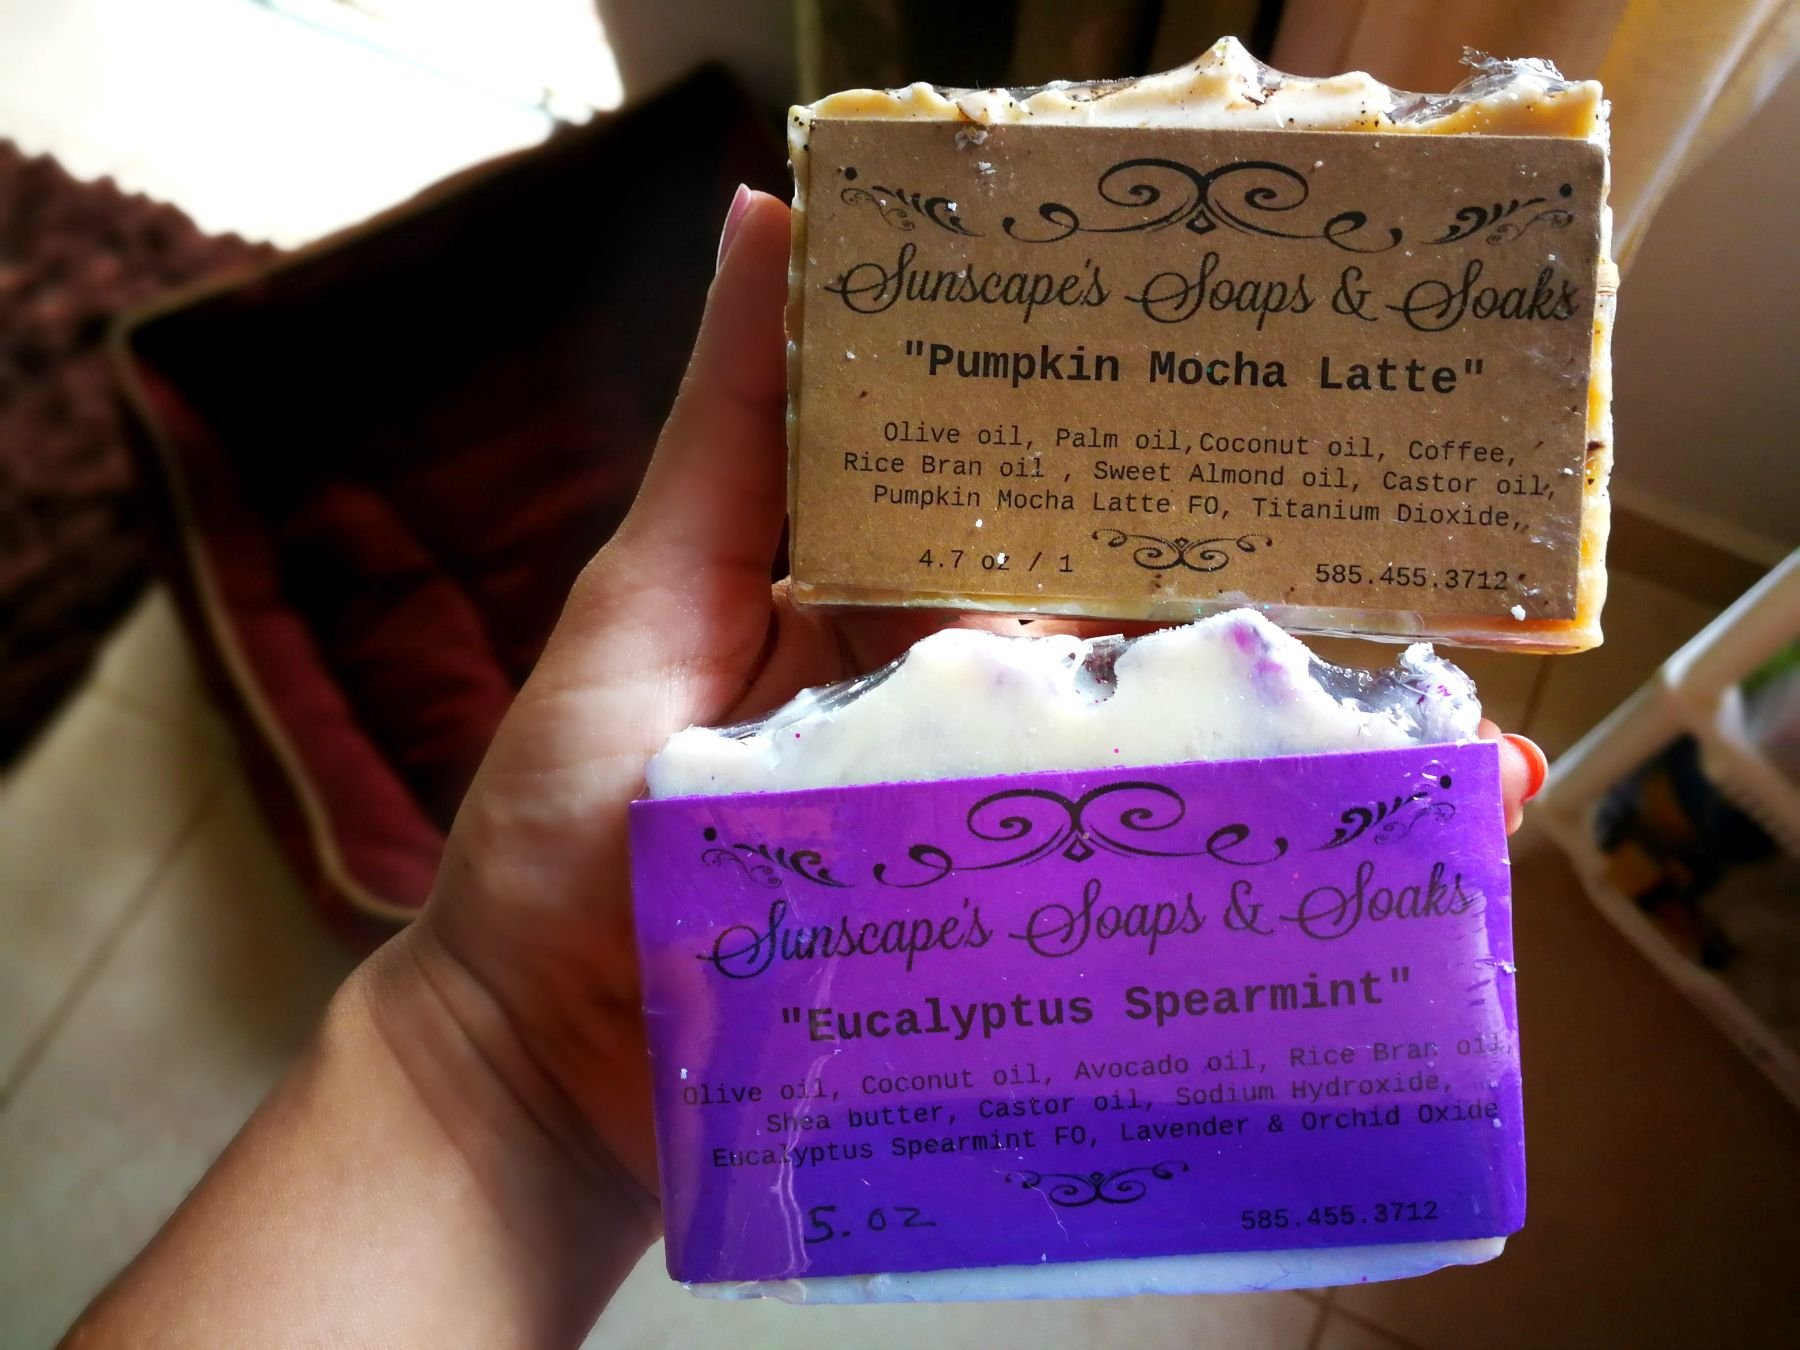 Sunscape's Soaps & Soaks
"Pumpkin Mocha Latte"
Olive oil, Palm oil,Coconut oil, Coffee,
Rice Bran oil , Sweet Almond oil, Castor oil,
Pumpkin Mocha Latte FO, Titanium Dioxide,
4.7 oz / 1
585.455.3712
Sunscape's Soaps & Soaks
"Eucalyptus Spearmint"
Olive oil, Coconut oil, Avocado oil, Rice Bran oil,
Shea butter, Castor oil, Sodium Hydroxide,
Eucalyptus Spearmint FO, Lavender & Orchid Oxide
5. oz
585.455.3712